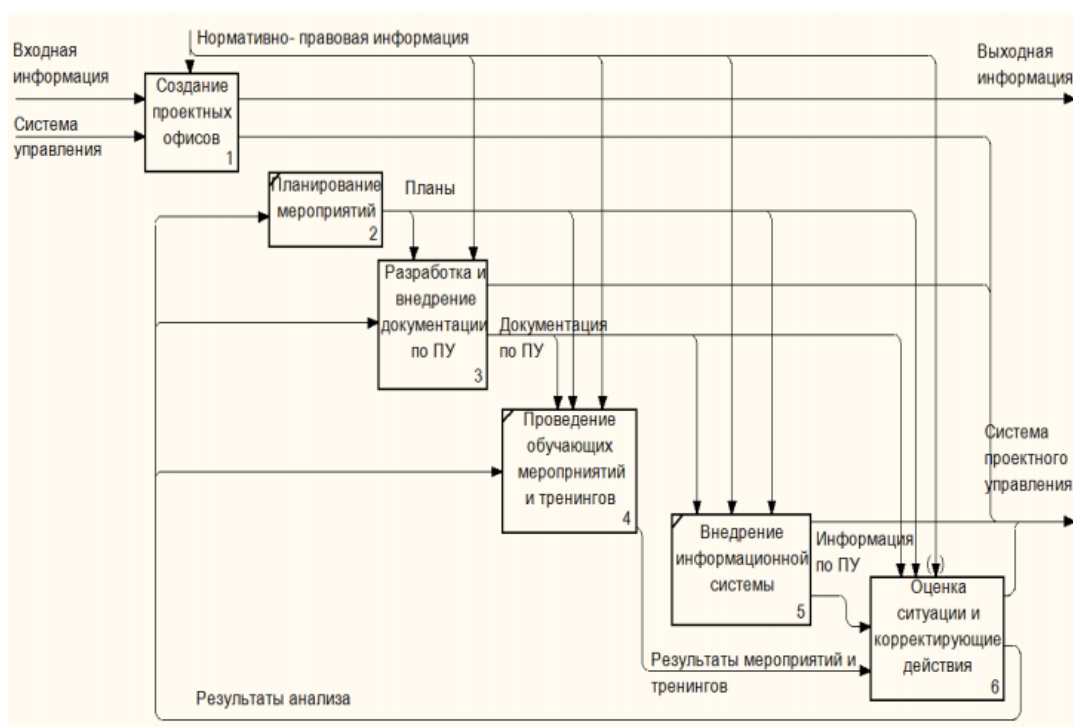 Нормативно- правовая информация
Входная
информация
Выходная
информация
Создание
проектных
офисов
1
Система
управления
Планирование
мероприятий
2
Планы
Разработка и
внедрение
документации
по ПУ
3
Документация
по ПУ
Проведение
обучающих
меропрниятий
и тренингов
4
Система
проектного
управления
Внедрение
информационной
системы
5
Информация
по ПУ
Оценка
ситуации и
корректирующие
действия
6
Результаты мероприятий и
тренингов
Результаты анализа